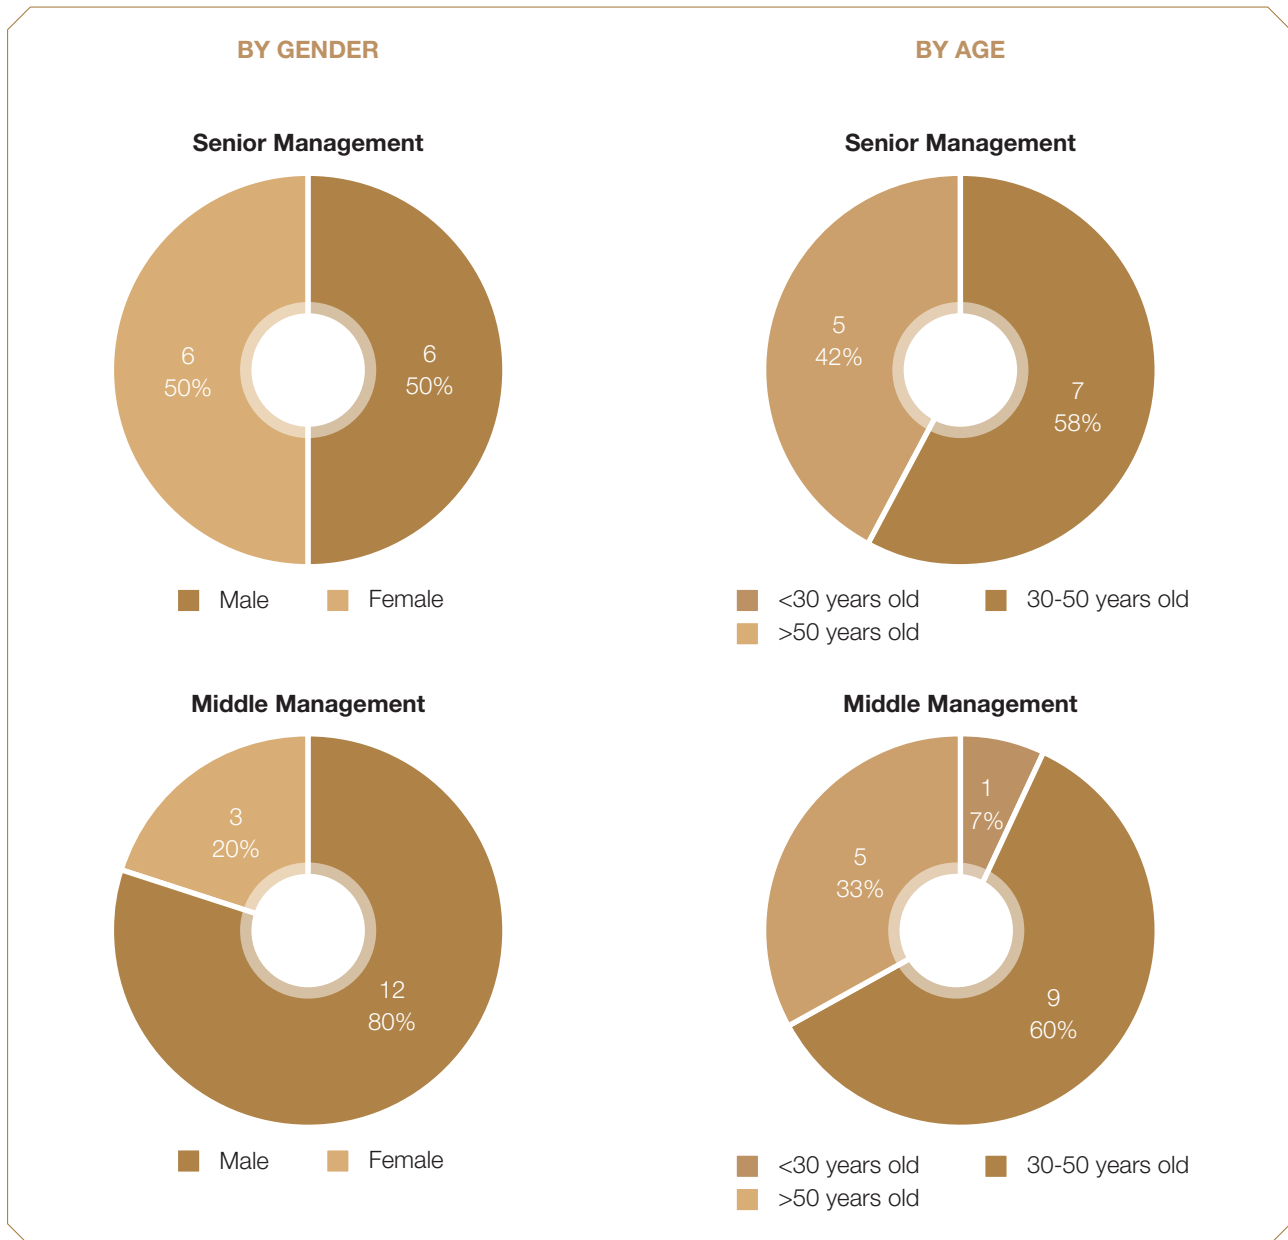 BY GENDER
Senior Management
6
50%
6
50%
Male
Female
Middle Management
3
20%
12
80%
Male
Female
BY AGE
Senior Management
5
42%
7
58%
<30 years old
30-50 years old
>50 years old
Middle Management
1
7%
5
33%
9
60%
<30 years old
30-50 years old
>50 years old